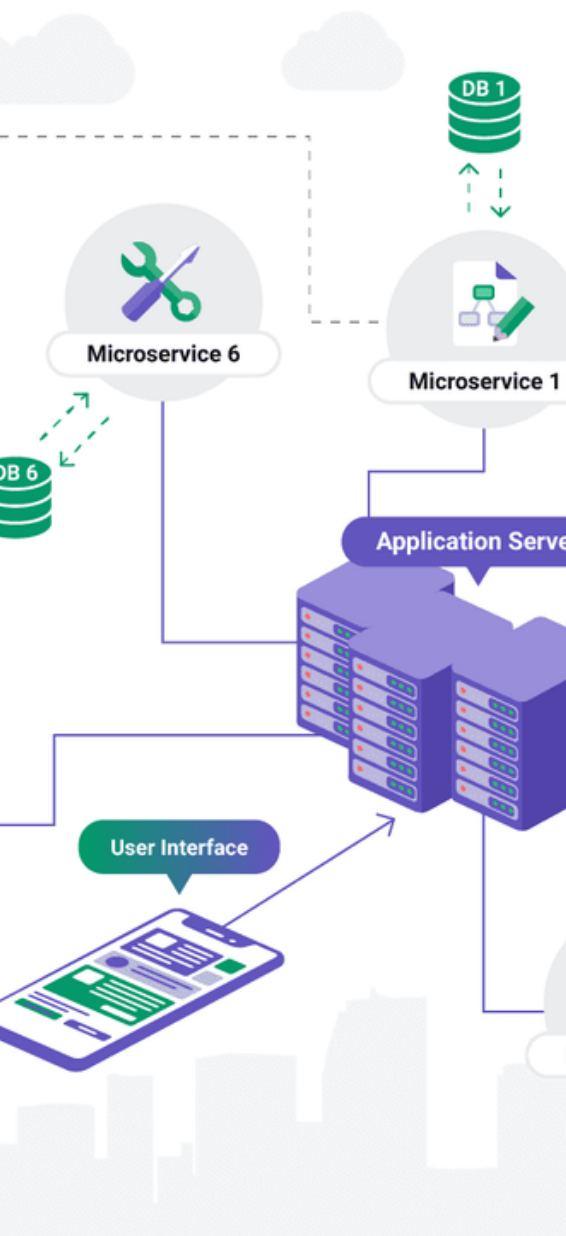 DB 1
Microservice 6
Microservice 1
DB 6
Application Serve
User Interface